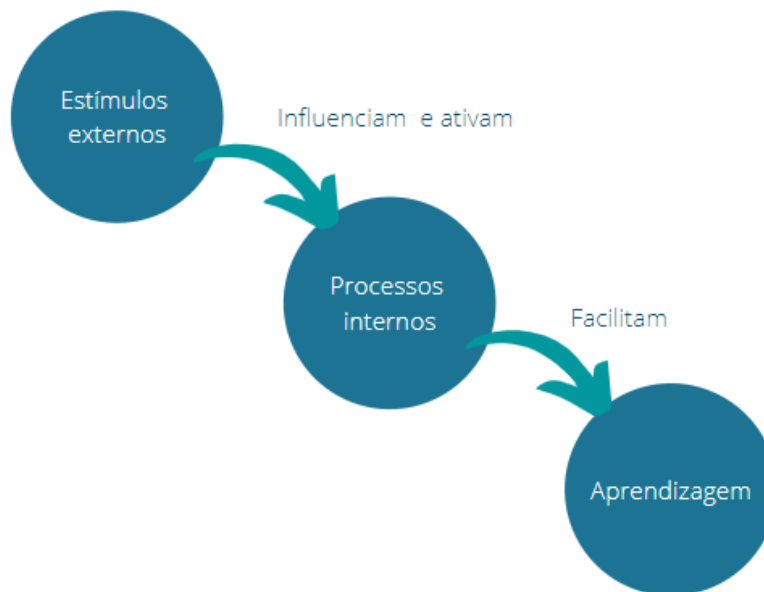 Estímulos
externos
Influenciam e ativam
Processos
internos
Facilitam
Aprendizagem